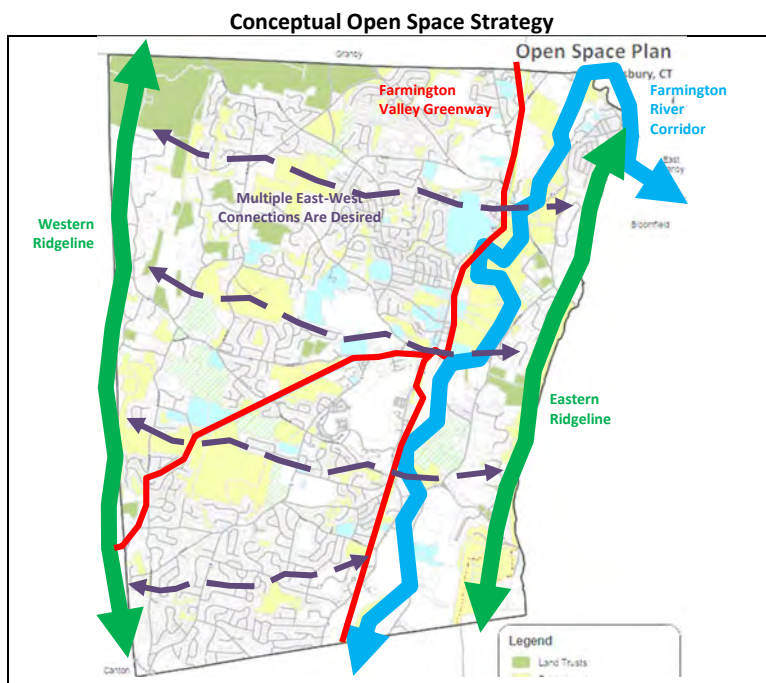 Conceptual Open Space Strategy
Granby
Open Space Plan
sbury, CT
Farmington
Valley Greenway
Farmington
River
Corridor
East
Multiple East-West
Connections Are Desired
Western
Ridgeline
Bloomfield
Eastern
Ridgeline
Legend
Land Trusts
Canton